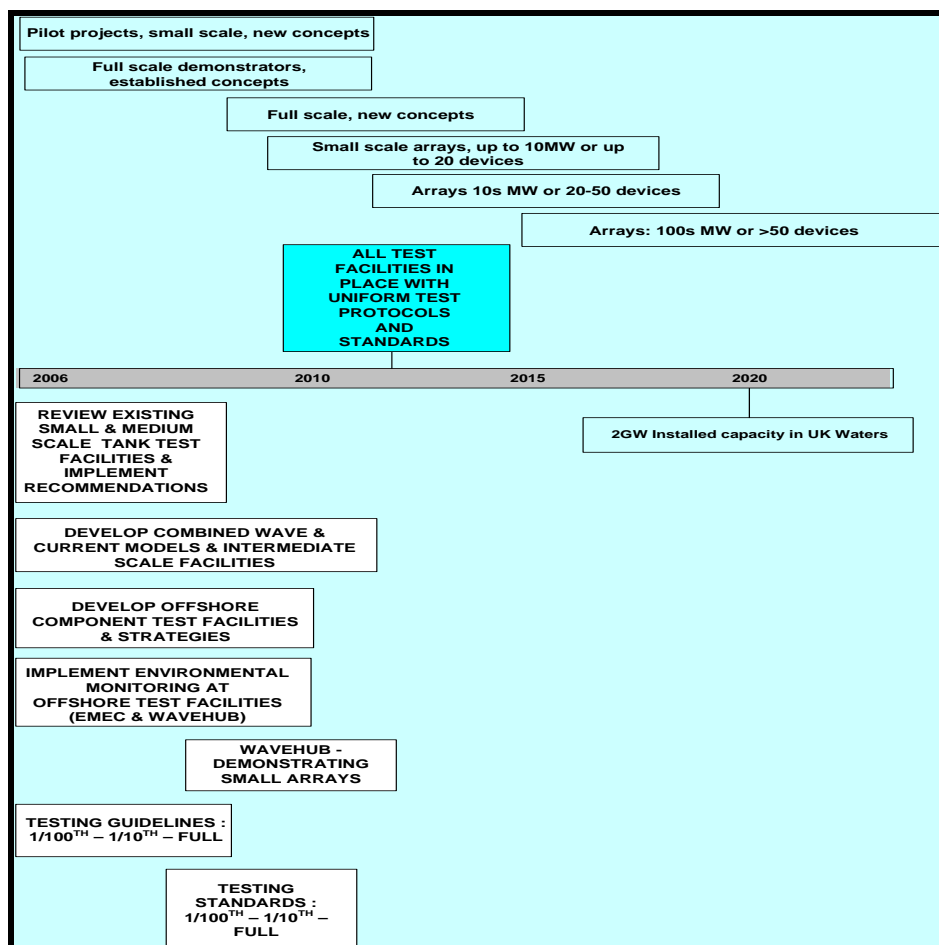 Pilot projects, small scale, new concepts
Full scale demonstrators,
established concepts
Full scale, new concepts
Small scale arrays, up to 10MW or up
to 20 devices
Arrays 10s MW or 20-50 devices
Arrays: 100s MW or >50 devices
ALL TEST
FACILITIES IN
PLACE WITH
UNIFORM TEST
PROTOCOLS
AND
STANDARDS
2006 2010 2015 2020
2GW Installed capacity in UK Waters
REVIEW EXISTING
SMALL & MEDIUM
SCALE TANK TEST
FACILITIES &
IMPLEMENT
RECOMMENDATIONS
DEVELOP COMBINED WAVE &
CURRENT MODELS & INTERMEDIATE
SCALE FACILITIES
DEVELOP OFFSHORE
COMPONENT TEST FACILITIES
& STRATEGIES
IMPLEMENT ENVIRONMENTAL
MONITORING AT
OFFSHORE TEST FACILITIES
(EMEC & WAVEHUB)
WAVEHUB -
DEMONSTRATING
SMALL ARRAYS
TESTING GUIDELINES :
1/100TH – 1/10TH – FULL
TESTING
STANDARDS :
1/100TH – 1/10TH –
FULL